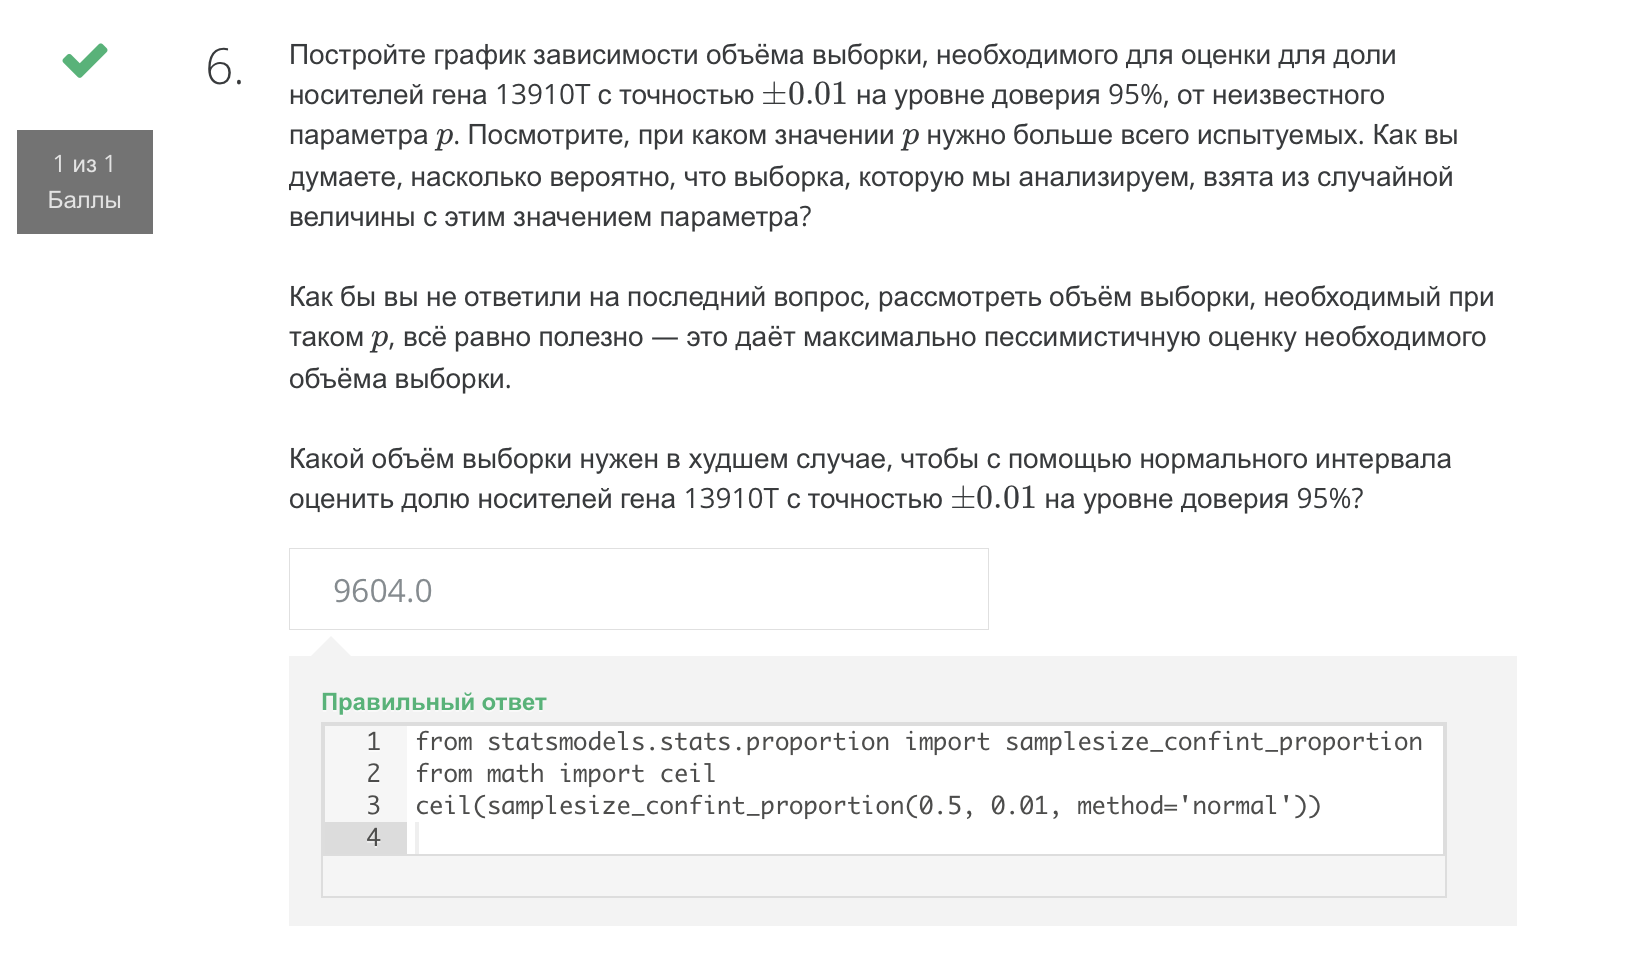 6.
Постройте график зависимости объёма выборки, необходимого для оценки для доли
носителей гена 13910T с точностью ±0.01 на уровне доверия 95%, от неизвестного
параметра p. Посмотрите, при каком значении p нужно больше всего испытуемых. Как вы
думаете, насколько вероятно, что выборка, которую мы анализируем, взята из случайной
величины с этим значением параметра?
1 из 1
Баллы
Как бы вы не ответили на последний вопрос, рассмотреть объём выборки, необходимый при
таком p, всё равно полезно — это даёт максимально пессимистичную оценку необходимого
объёма выборки.
Какой объём выборки нужен в худшем случае, чтобы с помощью нормального интервала
оценить долю носителей гена 13910T с точностью ±0.01 на уровне доверия 95%?
9604.0
Правильный ответ
1 from statsmodels.stats.proportion import samplesize_confint_proportion
2 from math import ceil
3 ceil(samplesize_confint_proportion(0.5, 0.01, method='normal'))
4